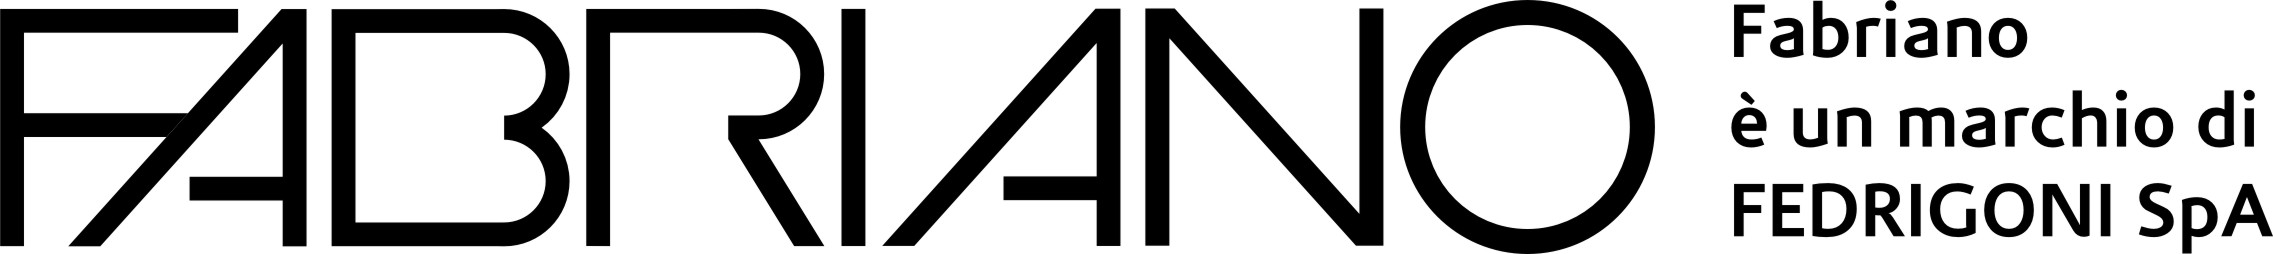 FABRIANO
Fabriano
è un marchio di
FEDRIGONI SpA